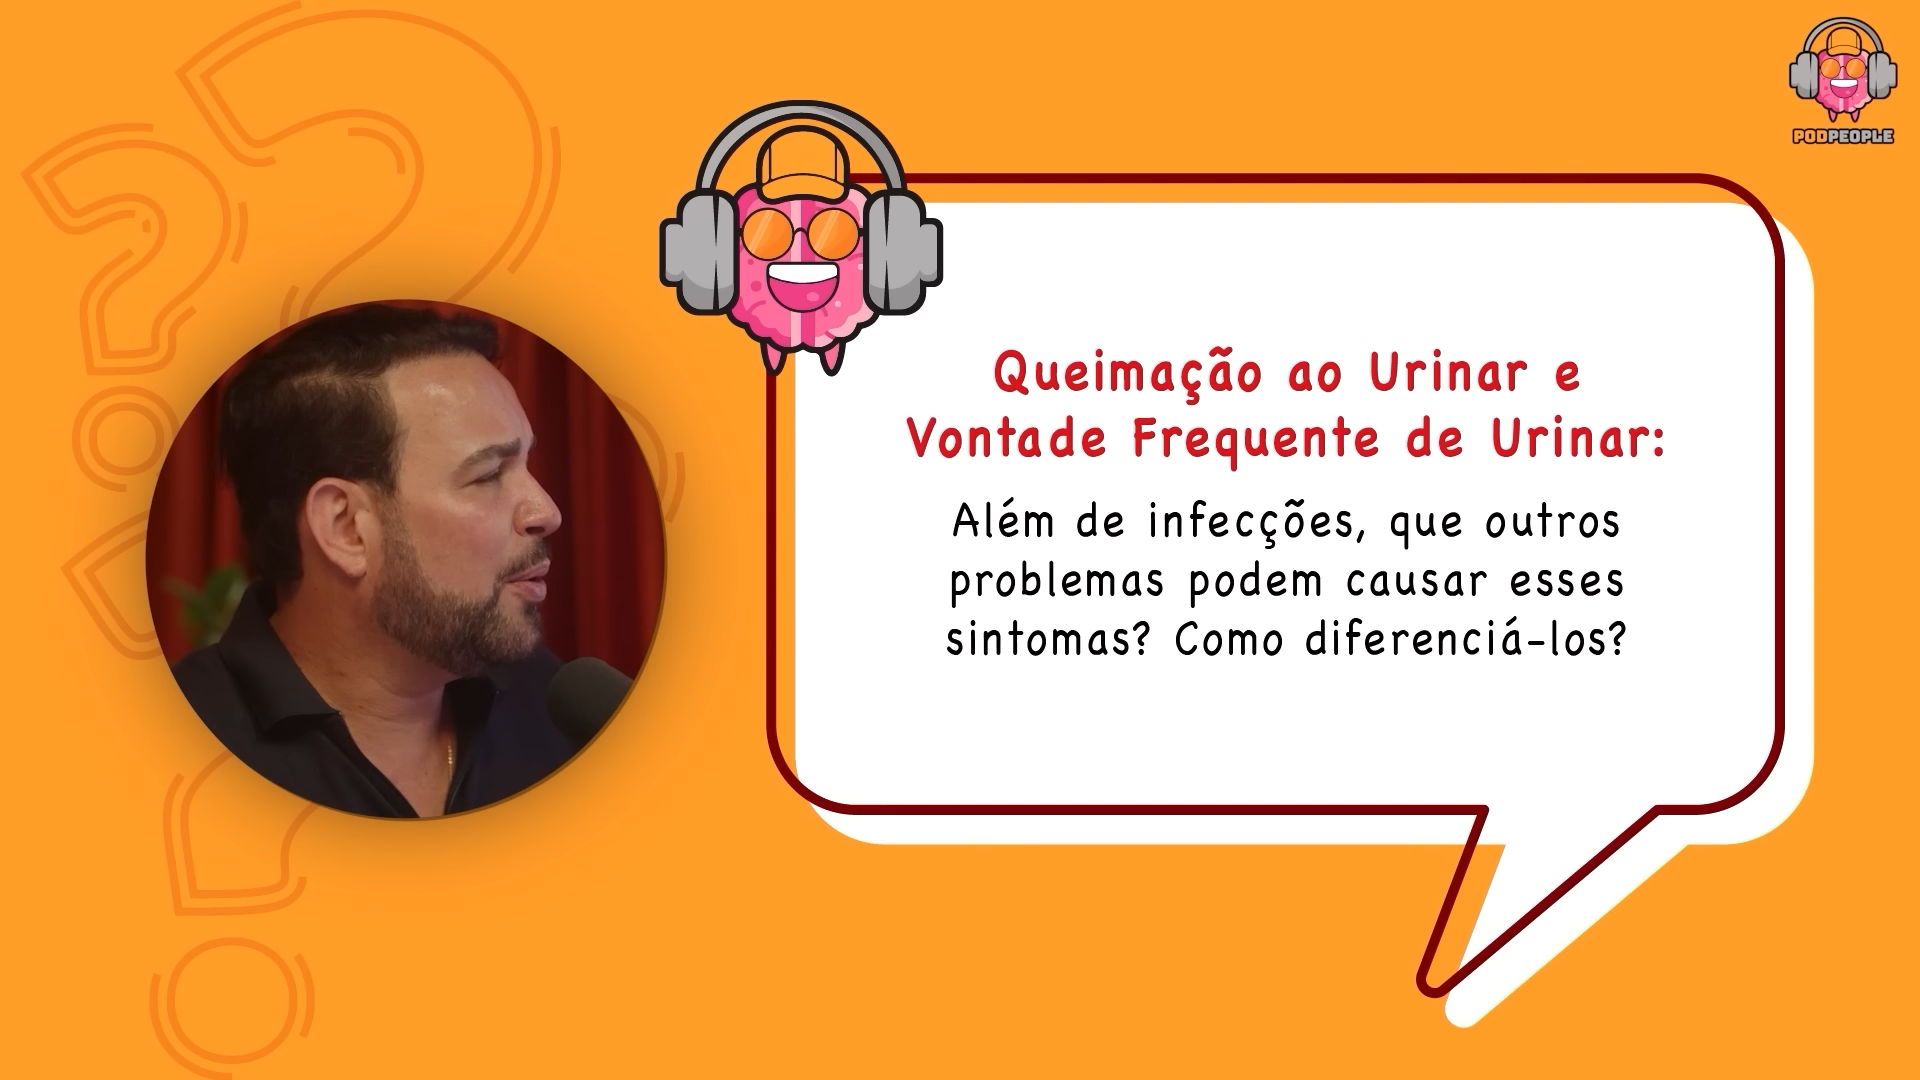 PODPEOPLE
Queimação ao Urinar e
Vontade Frequente de Urinar:
Além de infecções, que outros
problemas podem causar esses
sintomas? Como diferenciá-los?